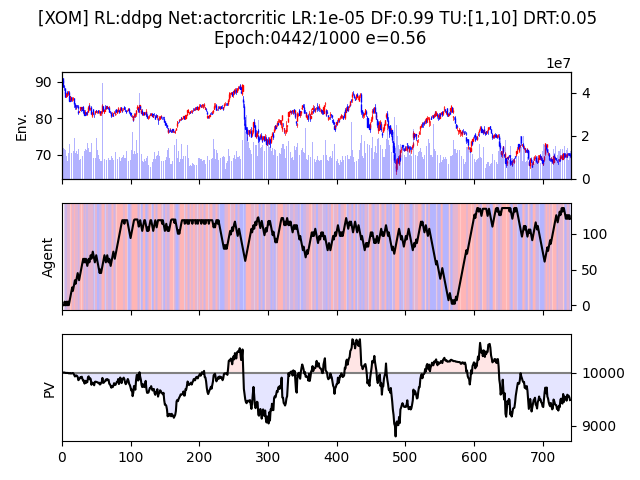 [XOM] RL:ddpg Net:actorcritic LR:1e-05 DF:0.99 TU:[1,10] DRT:0.05
Epoch:0442/1000 e=0.56
1e7
90
80
70
Env.
4
2
0
Agent
100
50
0
PV
10000
9000
0 100 200 300 400 500 600 700